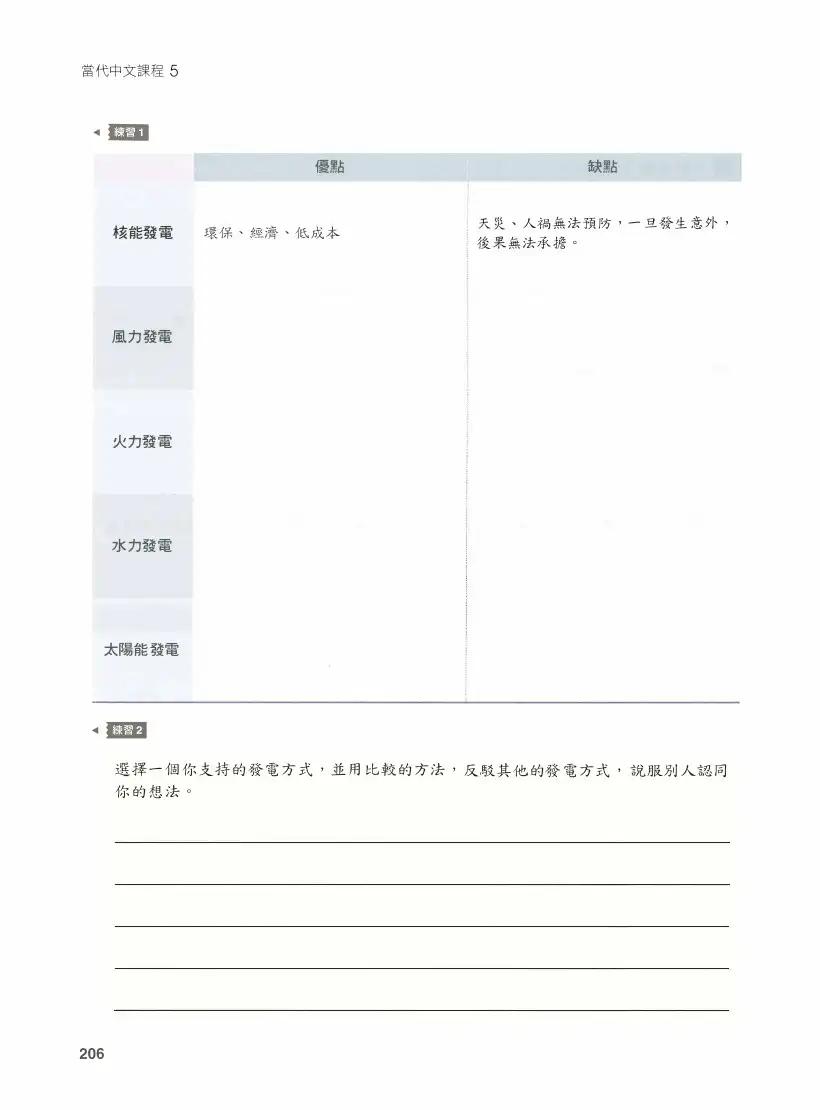 當代中文課程 5
練習 1
優點 缺點
核能發電 環保、經濟、低成本 天災、人禍無法預防，一旦發生意外，
後果無法承擔。
風力發電
火力發電
水力發電
太陽能發電
練習 2
選擇一個你支持的發電方式，並用比較的方法，反駁其他的發電方式，說服別人認同
你的想法。
206